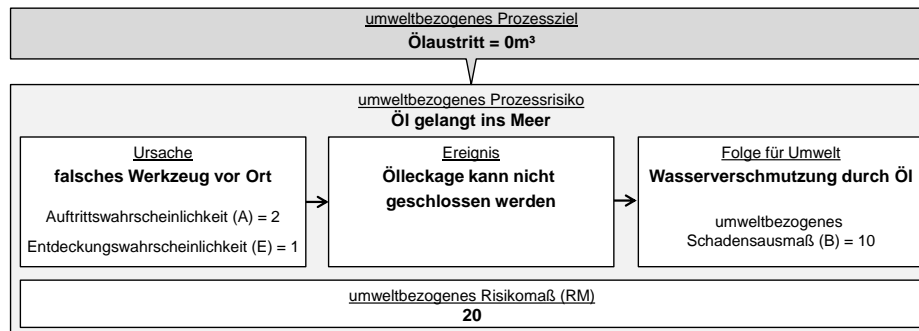 umweltbezogenes Prozessziel
Ölaustritt = 0m³
umweltbezogenes Prozessrisiko
Öl gelangt ins Meer
Ursache
falsches Werkzeug vor Ort
Auftrittswahrscheinlichkeit (A) = 2
Entdeckungswahrscheinlichkeit (E) = 1
Ereignis
Ölleckage kann nicht
geschlossen werden
Folge für Umwelt
Wasserverschmutzung durch Öl
umweltbezogenes
Schadensausmaß (B) = 10
umweltbezogenes Risikomaß (RM)
20